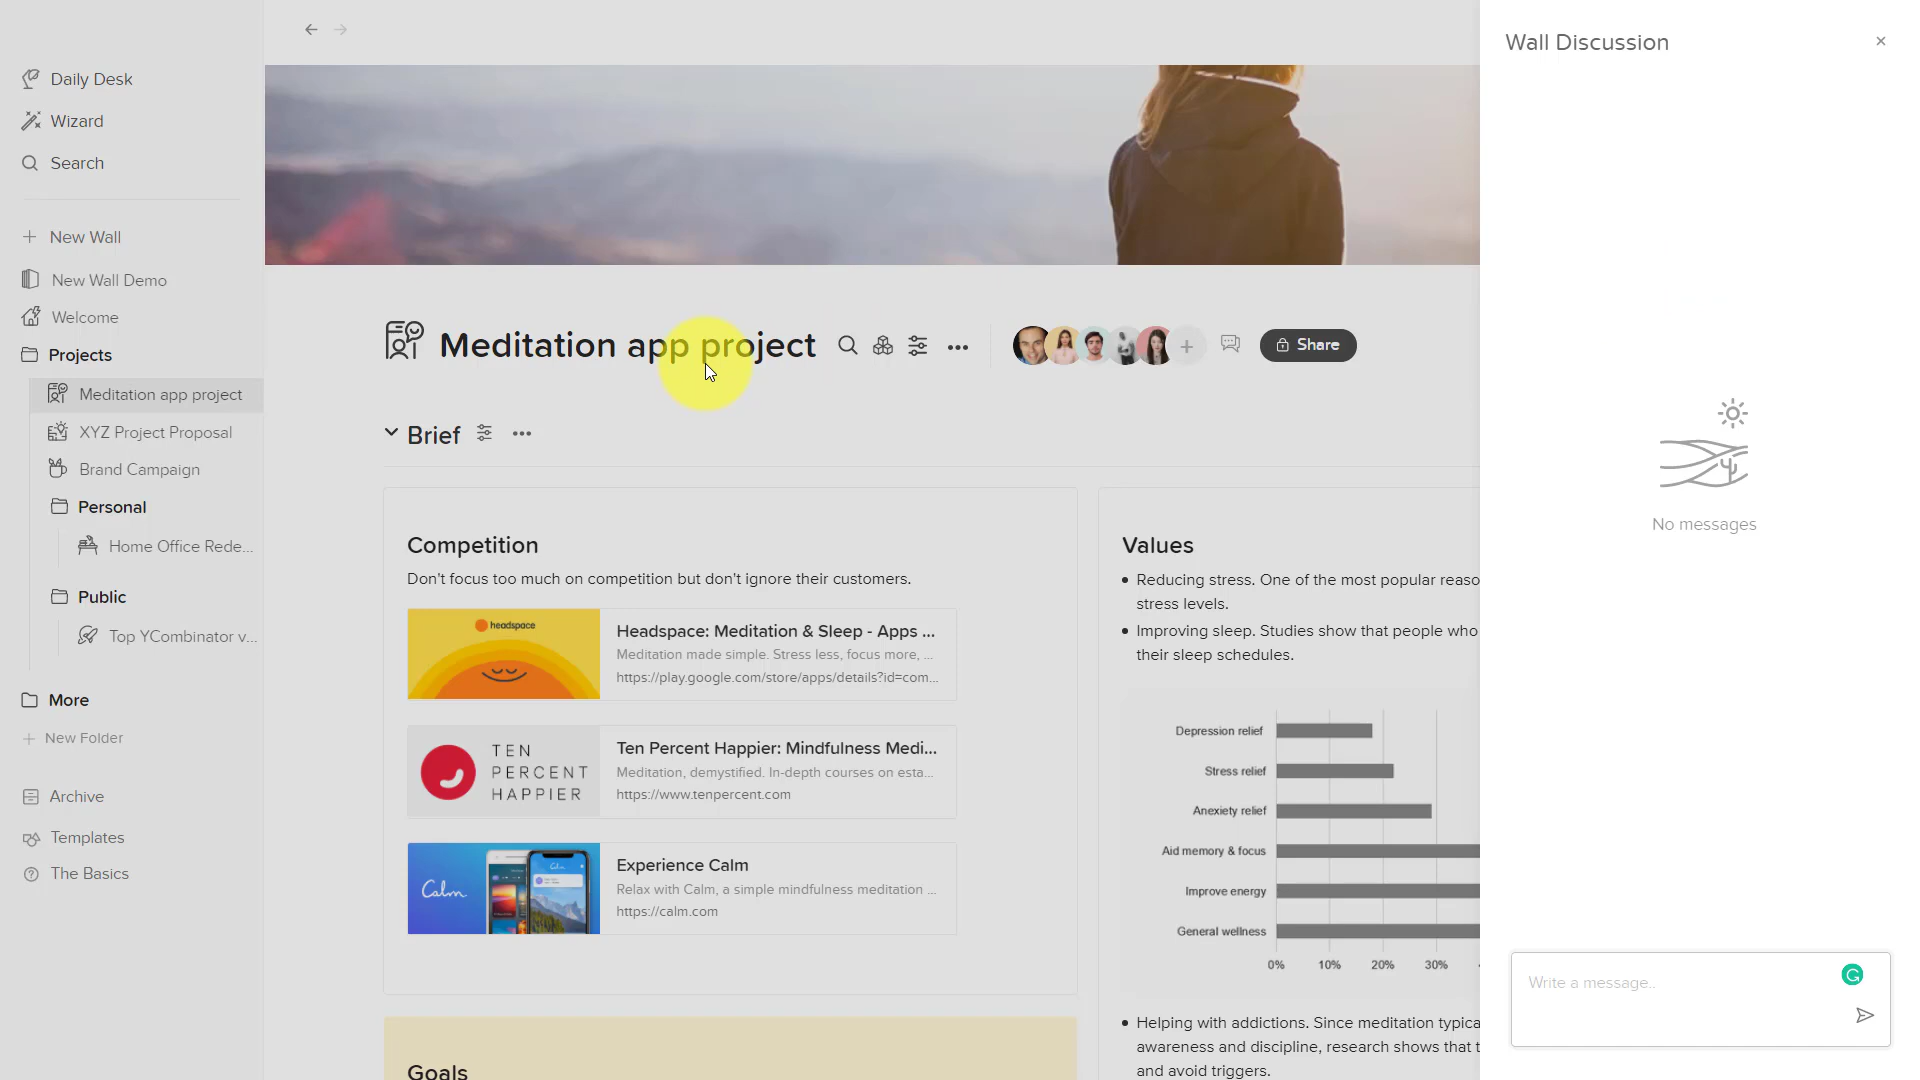 Daily Desk
Wizard
Search
New Wall
New Wall Demo
Welcome
Projects
Meditation app project
XYZ Project Proposal
Brand Campaign
Personal
Home Office Rede...
Public
Top YCombinator v...
More
New Folder
Archive
Templates
The Basics
Meditation app project
Share
Brief
Competition
Don't focus too much on competition but don't ignore their customers.
headspace
Headspace: Meditation & Sleep - Apps ...
Meditation made simple. Stress less, focus more, ...
https://play.google.com/store/apps/details?id=com...
TEN
PERCENT
HAPPIER
Ten Percent Happier: Mindfulness Medi...
Meditation, demystified. In-depth courses on esta...
https://www.tenpercent.com
Calm
Experience Calm
Relax with Calm, a simple mindfulness meditation ...
https://calm.com
Goals
Values
Reducing stress. One of the most popular reaso
stress levels.
Improving sleep. Studies show that people who
their sleep schedules.
Depression relief
Stress relief
Anexiety relief
Aid memory & focus
Improve energy
General wellness
0% 10% 20% 30%
Helping with addictions. Since meditation typica
awareness and discipline, research shows that t
and avoid triggers.
Wall Discussion
No messages
Write a message..